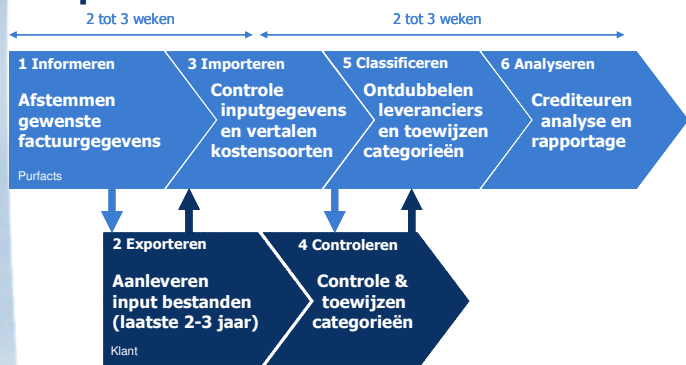 2 tot 3 weken
2 tot 3 weken
1 Informeren
Afstemmen
gewenste
factuurgegevens
Purfacts
3 Importeren
Controle
inputgegevens
en vertalen
kostensoorten
5 Classificeren
Ontdubbelen
leveranciers
en toewijzen
categorieën
6 Analyseren
Crediteuren
analyse en
rapportage
2 Exporteren
Aanleveren
input bestanden
(laatste 2-3 jaar)
Klant
4 Controleren
Controle &
toewijzen
categorieën